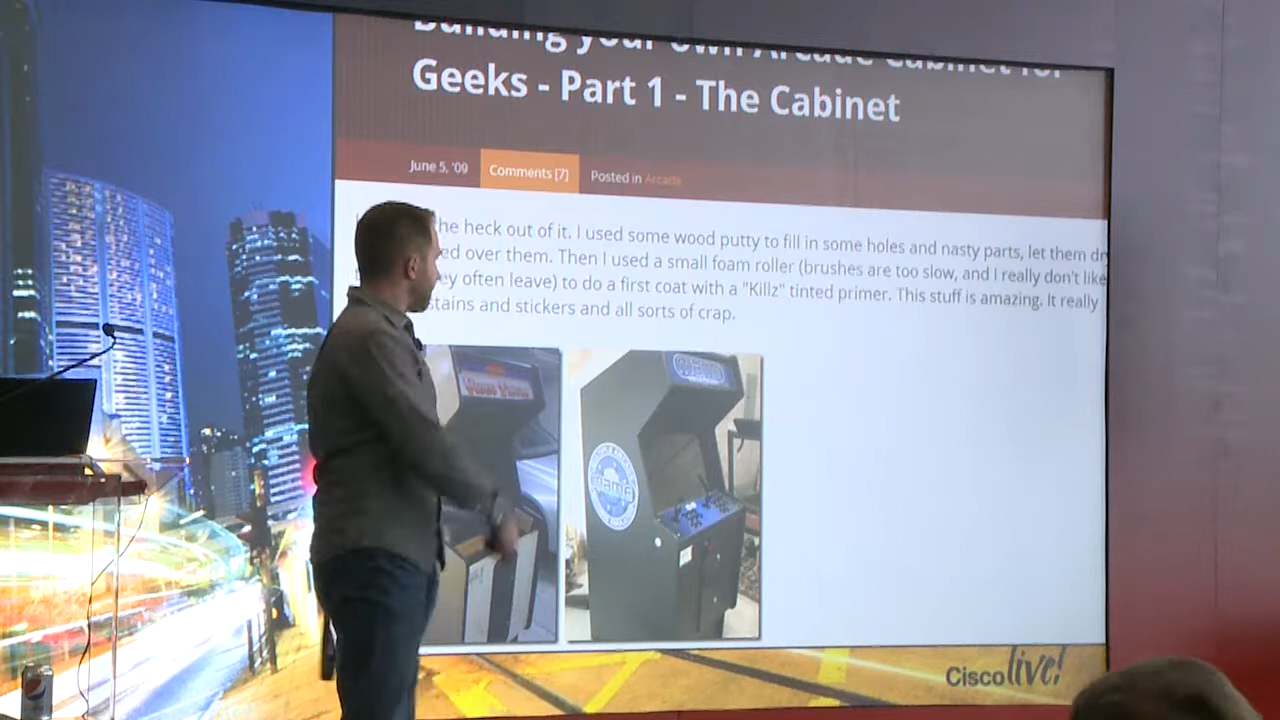 Building your own Arcade Cabinet for
Geeks - Part 1 - The Cabinet
June 5, '09
Comments [7]
Posted in Arcade
he heck out of it. I used some wood putty to fill in some holes and nasty parts, let them dry
ed over them. Then I used a small foam roller (brushes are too slow, and I really don't like
ey often leave) to do a first coat with a "Killz" tinted primer. This stuff is amazing. It really
stains and stickers and all sorts of crap.
mame
Cisco live!